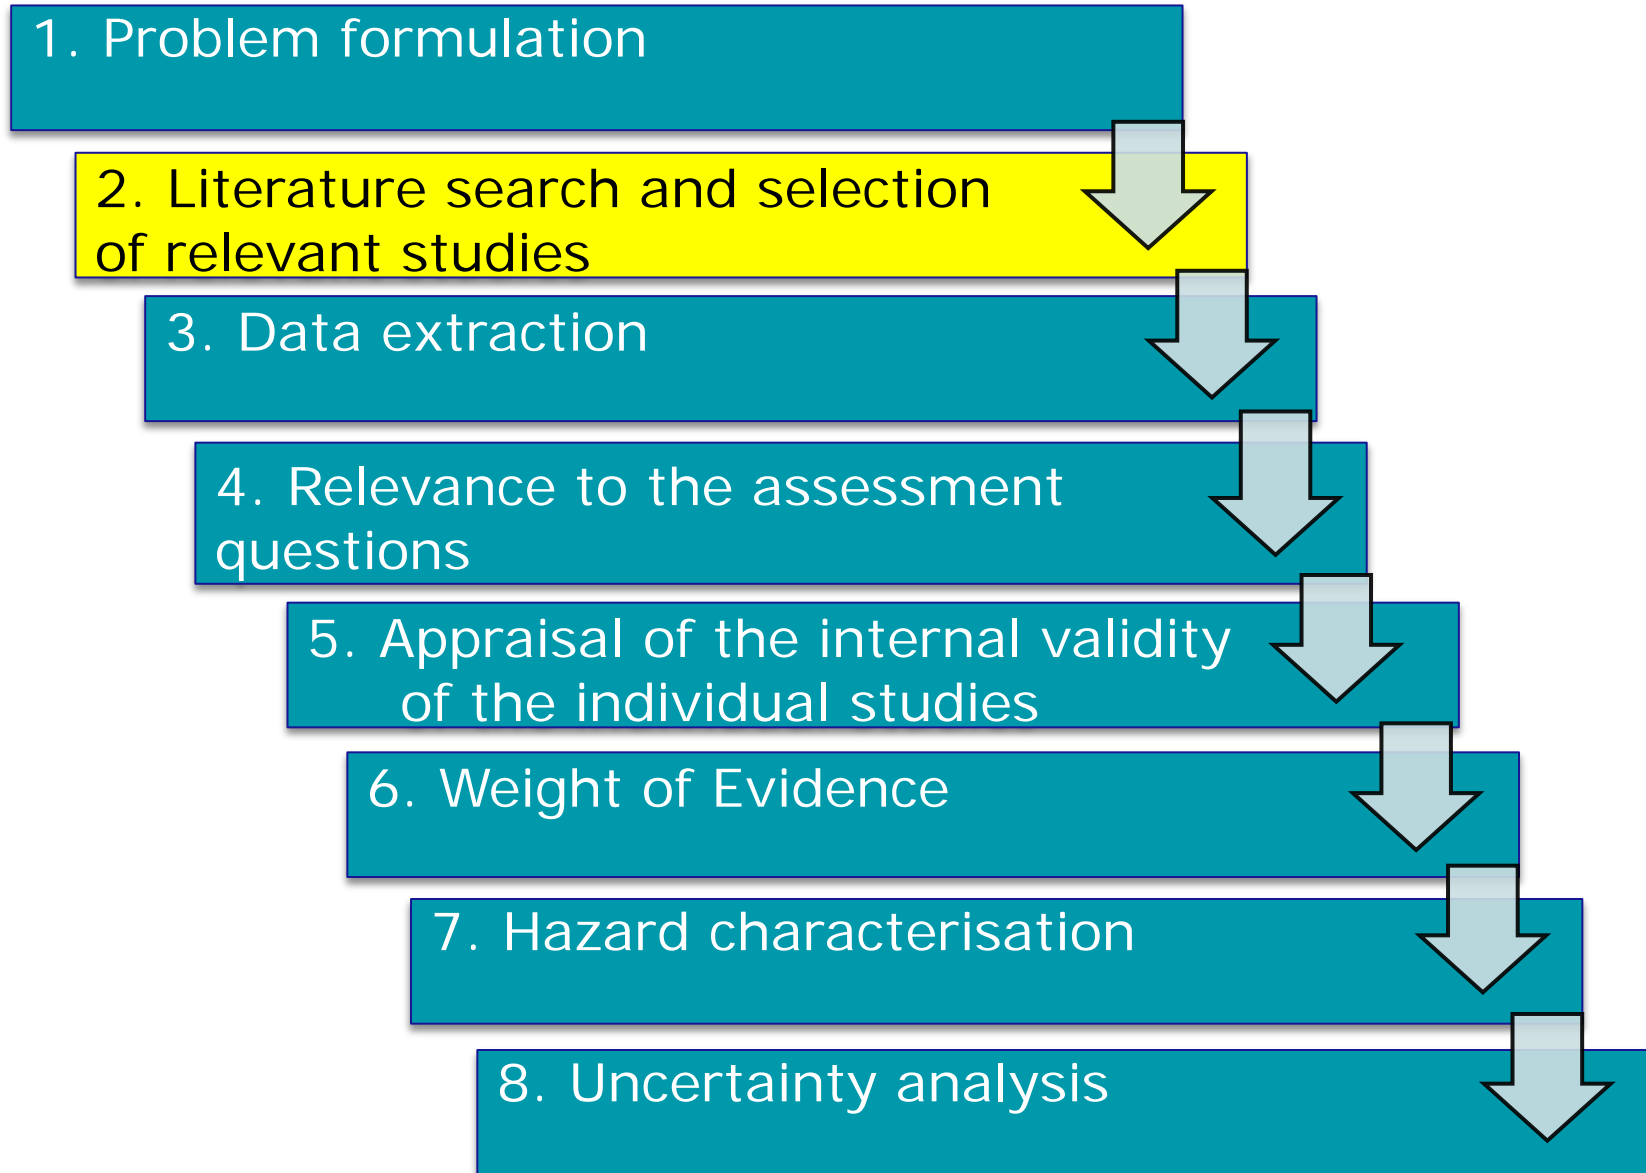 1. Problem formulation
2. Literature search and selection
of relevant studies
3. Data extraction
4. Relevance to the assessment
questions
5. Appraisal of the internal validity
of the individual studies
6. Weight of Evidence
7. Hazard characterisation
8. Uncertainty analysis